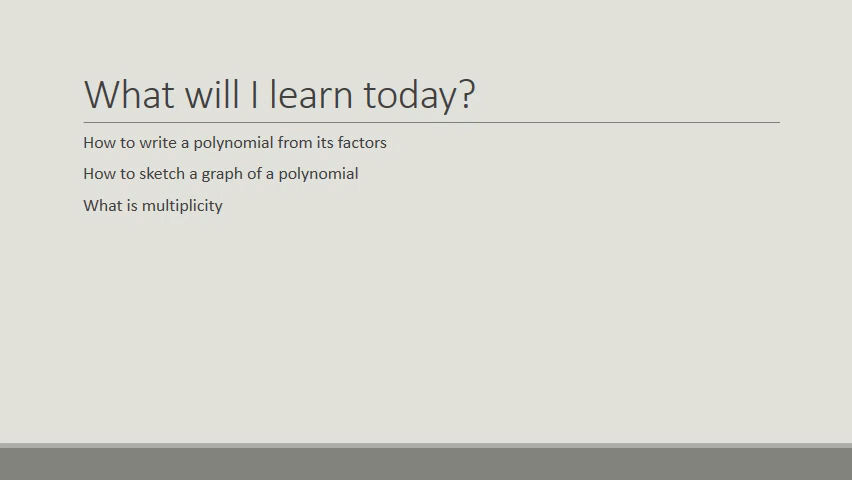 What will I learn today?
How to write a polynomial from its factors
How to sketch a graph of a polynomial
What is multiplicity